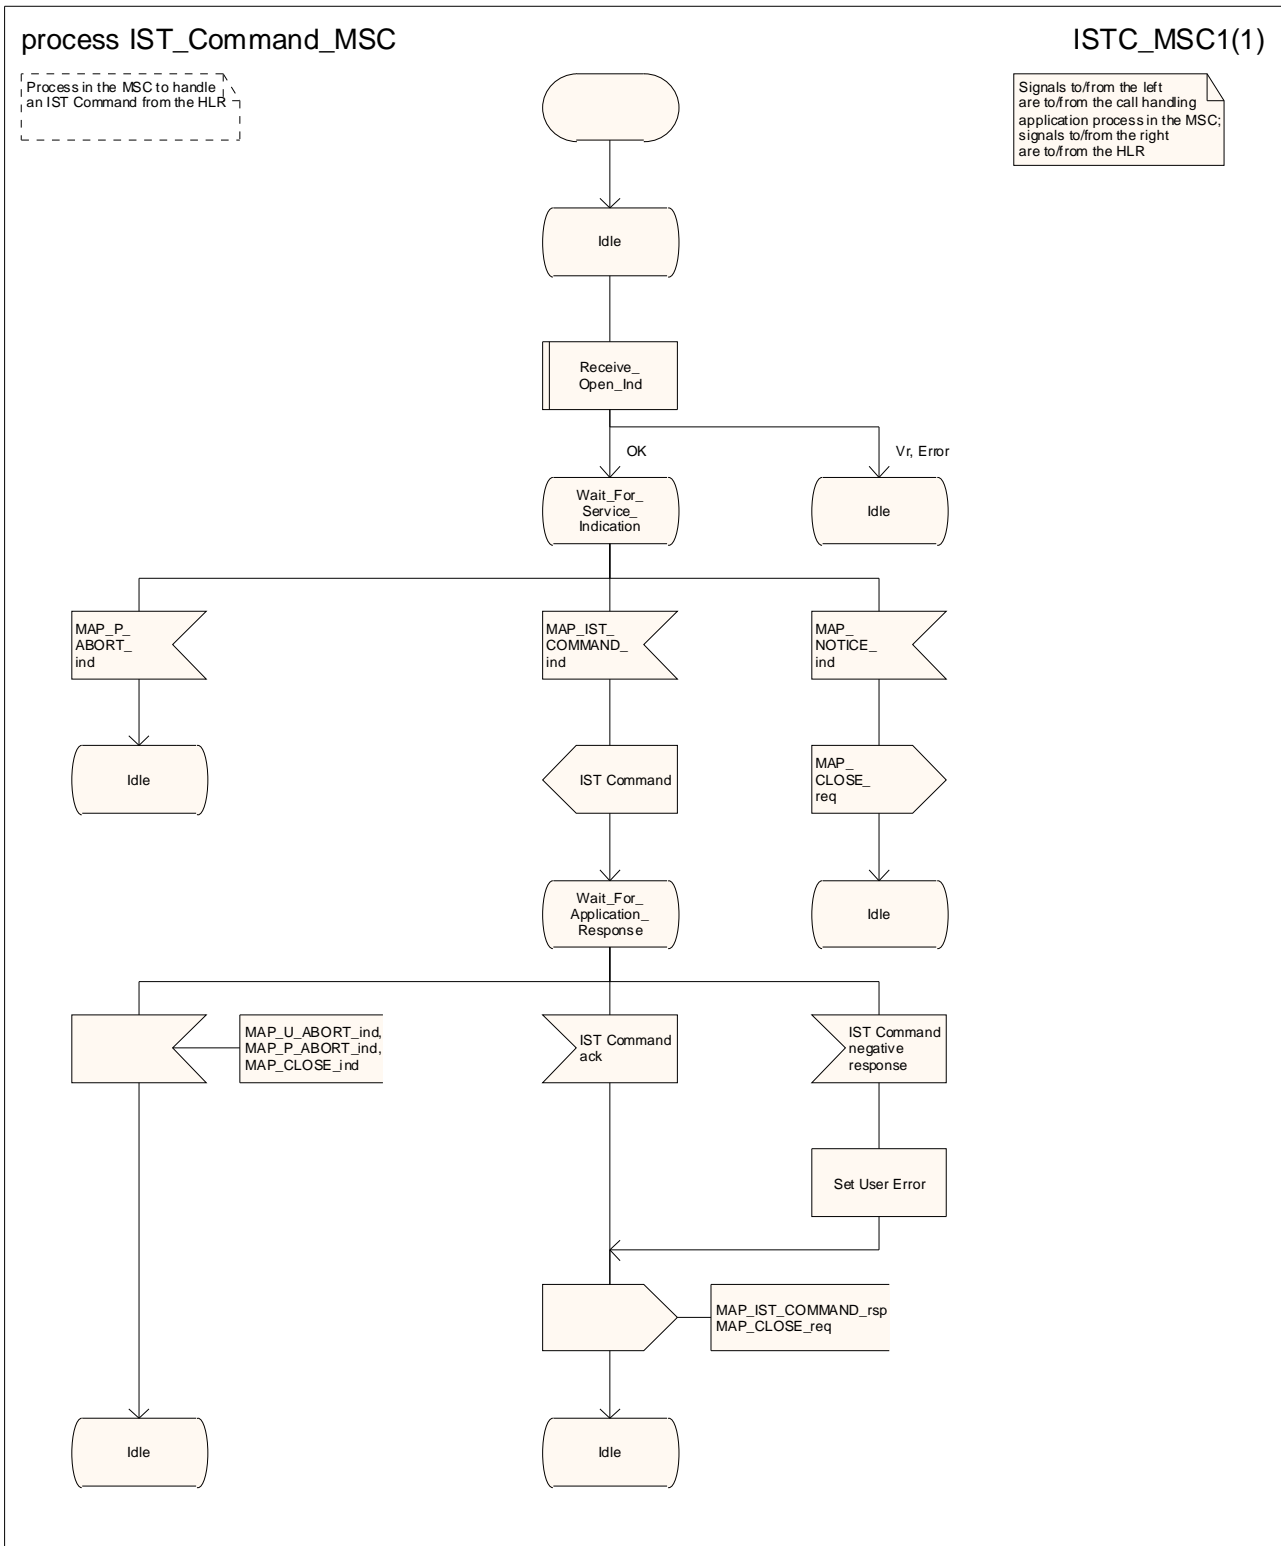 process IST_Command_MSC
ISTC_MSC1(1)
Process in the MSC to handle
an IST Command from the HLR
Signals to/from the left
are to/from the call handling
application process in the MSC;
signals to/from the right
are to/from the HLR
Idle
Receive_
Open_Ind
OK
Vr, Error
Wait_For_
Service_
Indication
Idle
MAP_P_
ABORT_
ind
MAP_IST_
COMMAND_
ind
MAP_
NOTICE_
ind
Idle
IST Command
MAP_
CLOSE_
req
Wait_For_
Application_
Response
Idle
MAP_U_ABORT_ind,
MAP_P_ABORT_ind,
MAP_CLOSE_ind
IST Command
ack
IST Command
negative
response
Set User Error
MAP_IST_COMMAND_rsp
MAP_CLOSE_req
Idle
Idle